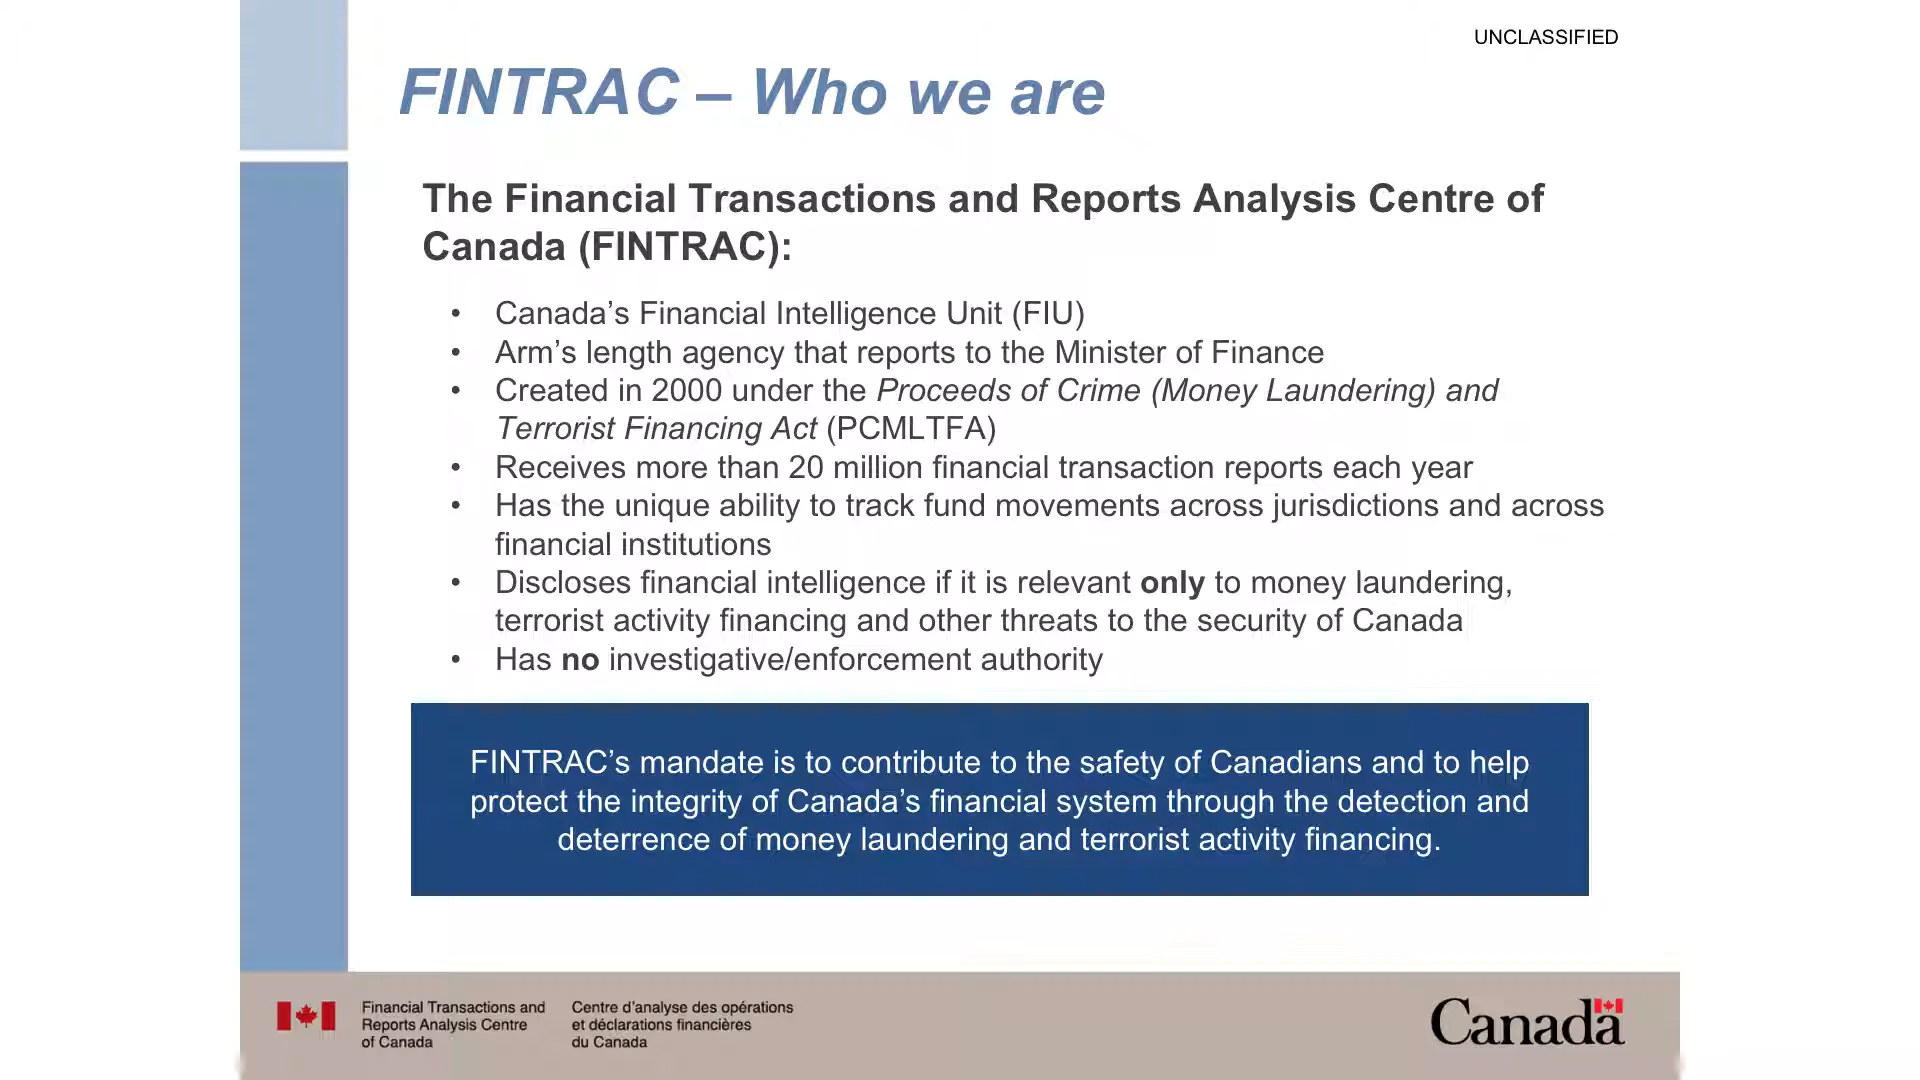 UNCLASSIFIED
FINTRAC – Who we are
The Financial Transactions and Reports Analysis Centre of
Canada (FINTRAC):
• Canada’s Financial Intelligence Unit (FIU)
• Arm’s length agency that reports to the Minister of Finance
• Created in 2000 under the Proceeds of Crime (Money Laundering) and
Terrorist Financing Act (PCMLTFA)
• Receives more than 20 million financial transaction reports each year
• Has the unique ability to track fund movements across jurisdictions and across
financial institutions
• Discloses financial intelligence if it is relevant only to money laundering,
terrorist activity financing and other threats to the security of Canada
• Has no investigative/enforcement authority
FINTRAC’s mandate is to contribute to the safety of Canadians and to help
protect the integrity of Canada’s financial system through the detection and
deterrence of money laundering and terrorist activity financing.
Financial Transactions and
Reports Analysis Centre
of Canada
Centre d’analyse des opérations
et déclarations financières
du Canada
Canada